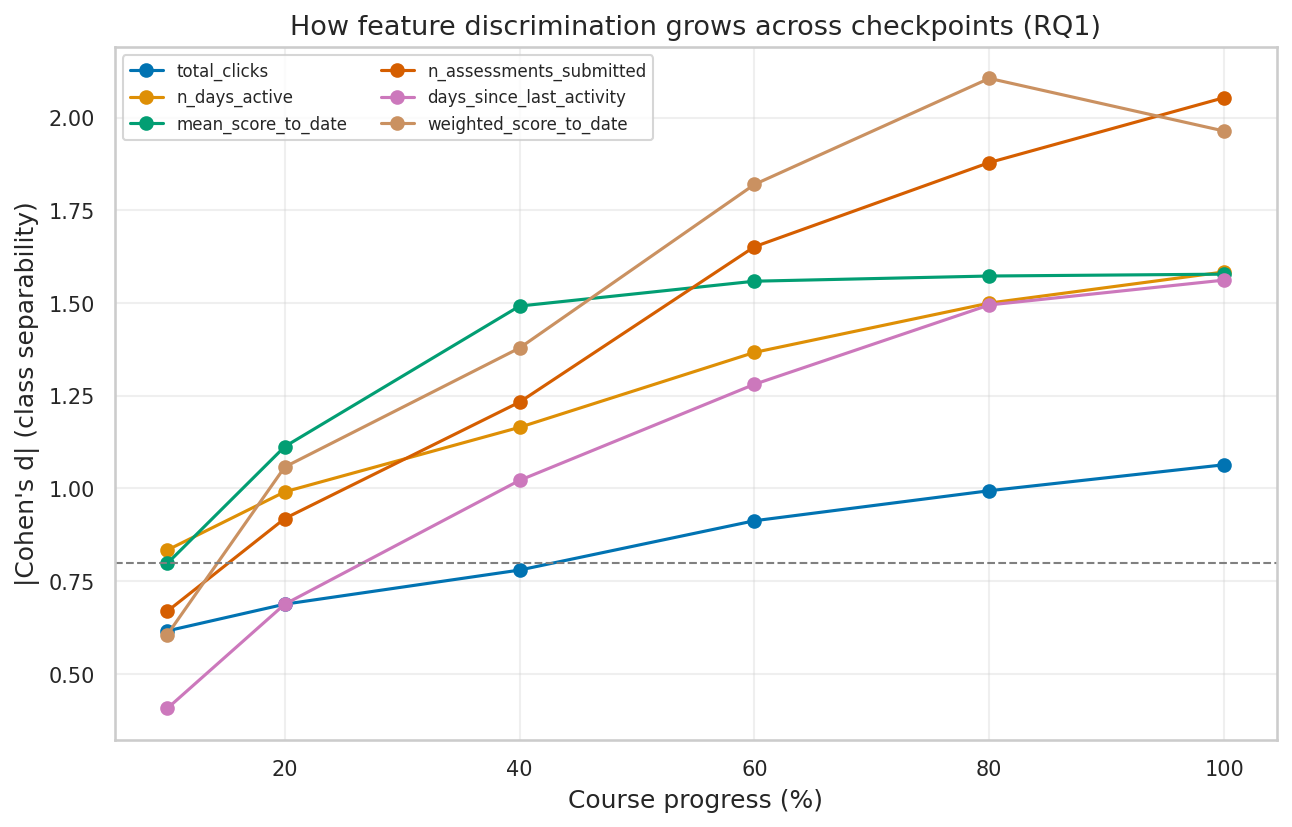 How feature discrimination grows across checkpoints (RQ1)
total_clicks
n_days_active
mean_score_to_date
n_assessments_submitted
days_since_last_activity
weighted_score_to_date
|Cohen's d| (class separability)
2.00
1.75
1.50
1.25
1.00
0.75
0.50
20
40
60
80
100
Course progress (%)